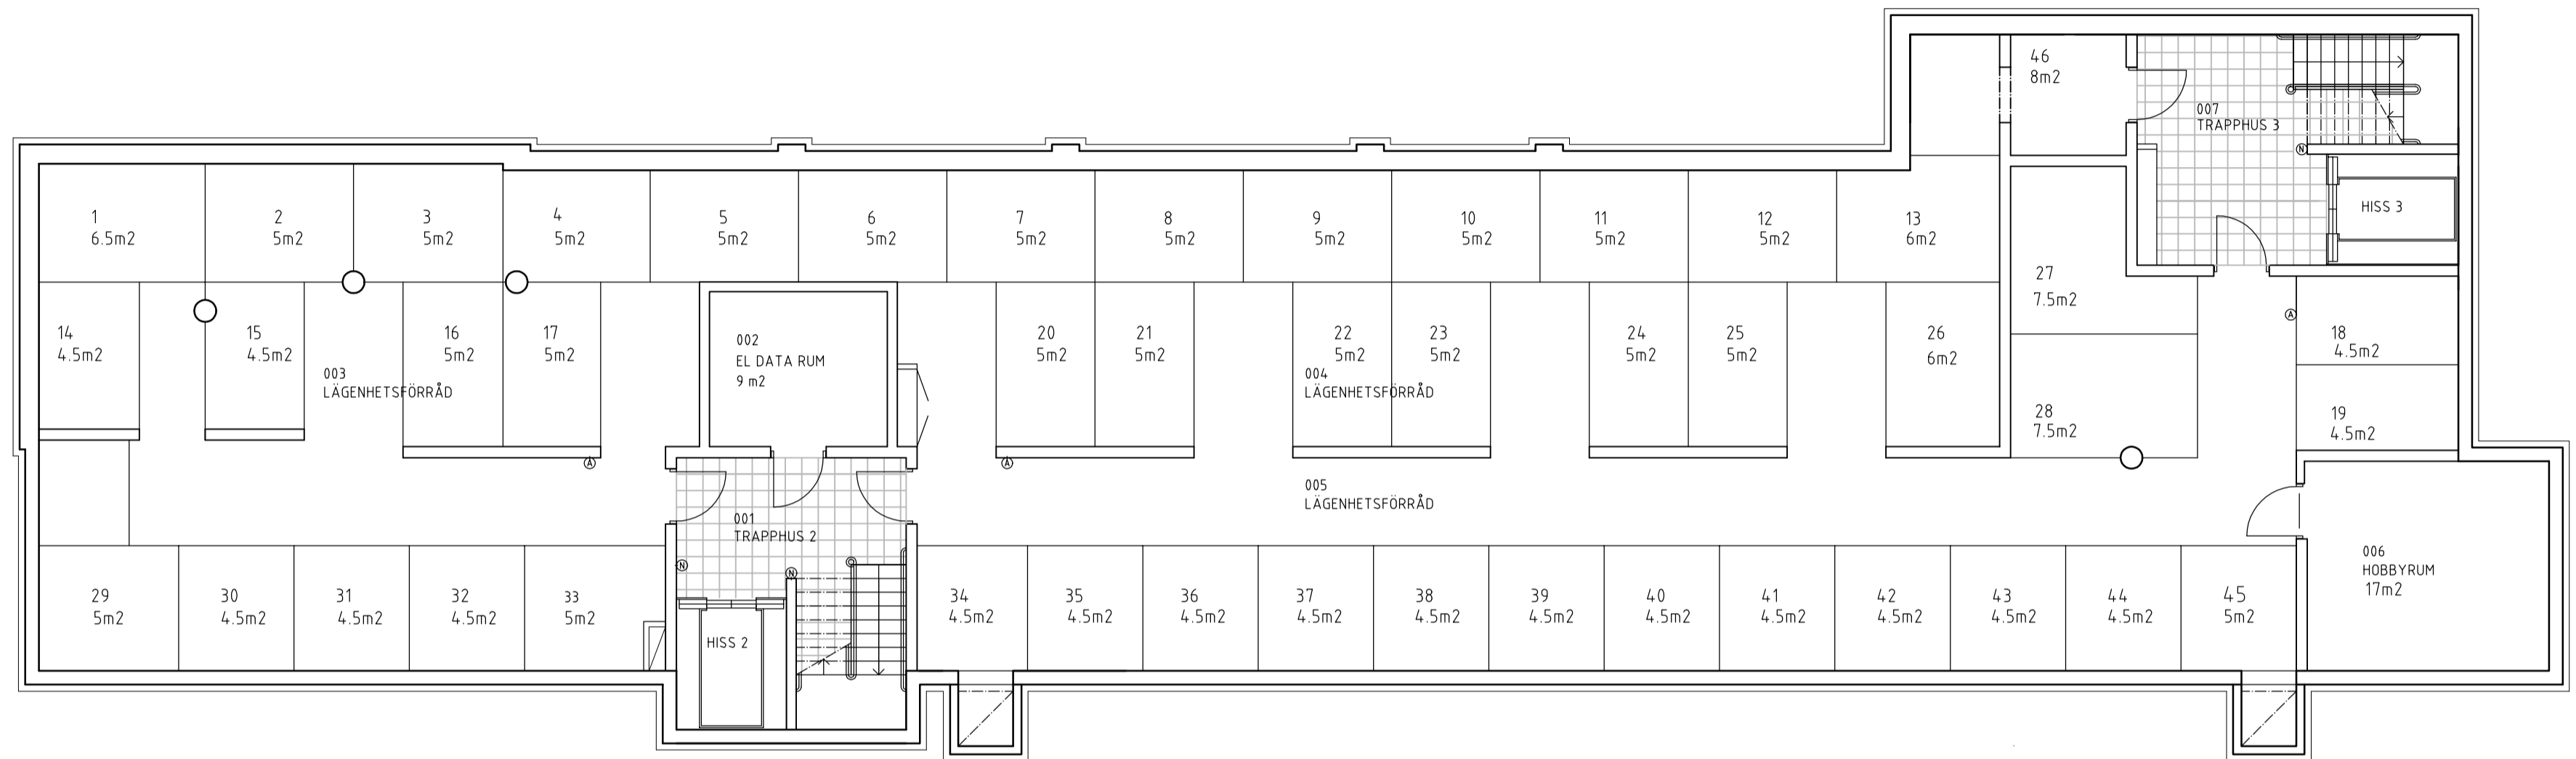 46
8m2
007
TRAPPHUS 3
N
HISS 3
1
6.5m2
2
5m2
3
5m2
4
5m2
5
5m2
6
5m2
7
5m2
8
5m2
9
5m2
10
5m2
11
5m2
12
5m2
13
6m2
27
7.5m2
14
4.5m2
15
4.5m2
16
5m2
17
5m2
003
LÄGENHETSFÖRRÅD
A
002
EL DATA RUM
9 m2
20
5m2
21
5m2
A
22
5m2
23
5m2
004
LÄGENHETSFÖRRÅD
24
5m2
25
5m2
26
6m2
28
7.5m2
A
18
4.5m2
19
4.5m2
005
LÄGENHETSFÖRRÅD
001
TRAPPHUS 2
N
N
HISS 2
006
HOBBYRUM
17m2
29
5m2
30
4.5m2
31
4.5m2
32
4.5m2
33
5m2
34
4.5m2
35
4.5m2
36
4.5m2
37
4.5m2
38
4.5m2
39
4.5m2
40
4.5m2
41
4.5m2
42
4.5m2
43
4.5m2
44
4.5m2
45
5m2